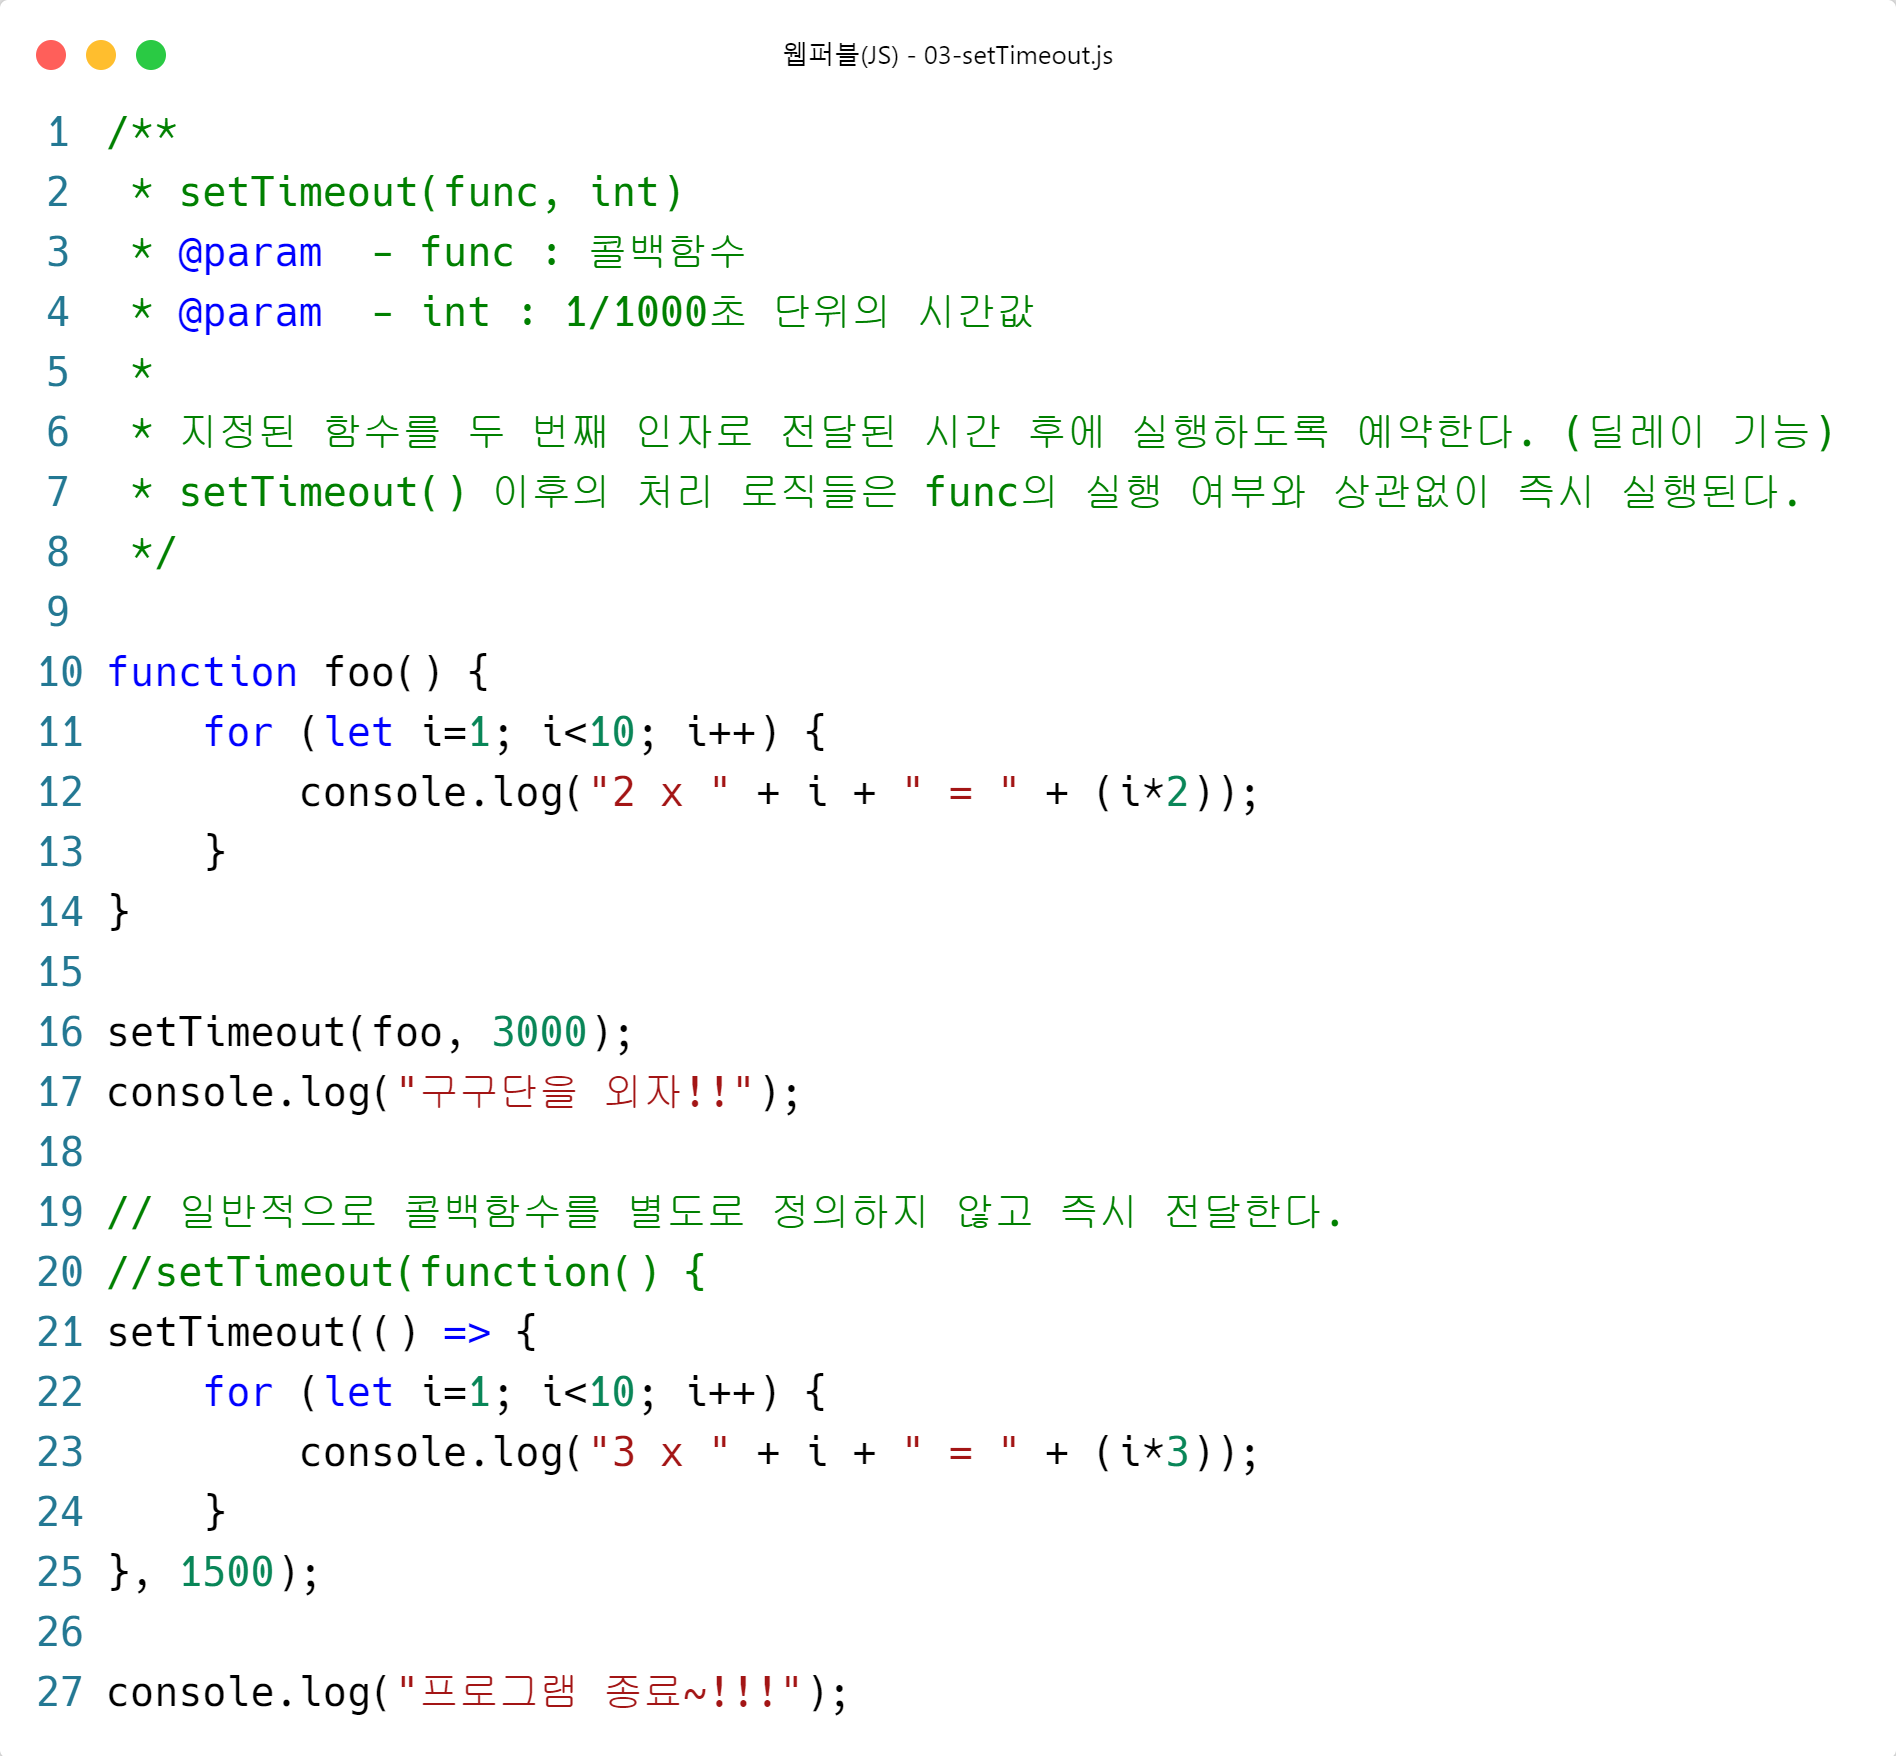 웹퍼블(JS) - 03-setTimeout.js
1 /**
2  * setTimeout(func, int)
3  * @param  - func : 콜백함수
4  * @param  - int : 1/1000초 단위의 시간값
5  *
6  * 지정된 함수를 두 번째 인자로 전달된 시간 후에 실행하도록 예약한다. (딜레이 기능)
7  * setTimeout() 이후의 처리 로직들은 func의 실행 여부와 상관없이 즉시 실행된다.
8  */
9
10 function foo() {
11     for (let i=1; i<10; i++) {
12         console.log("2 x " + i + " = " + (i*2));
13     }
14 }
15
16 setTimeout(foo, 3000);
17 console.log("구구단을 외자!!");
18
19 // 일반적으로 콜백함수를 별도로 정의하지 않고 즉시 전달한다.
20 //setTimeout(function() {
21 setTimeout(() => {
22     for (let i=1; i<10; i++) {
23         console.log("3 x " + i + " = " + (i*3));
24     }
25 }, 1500);
26
27 console.log("프로그램 종료~!!!");